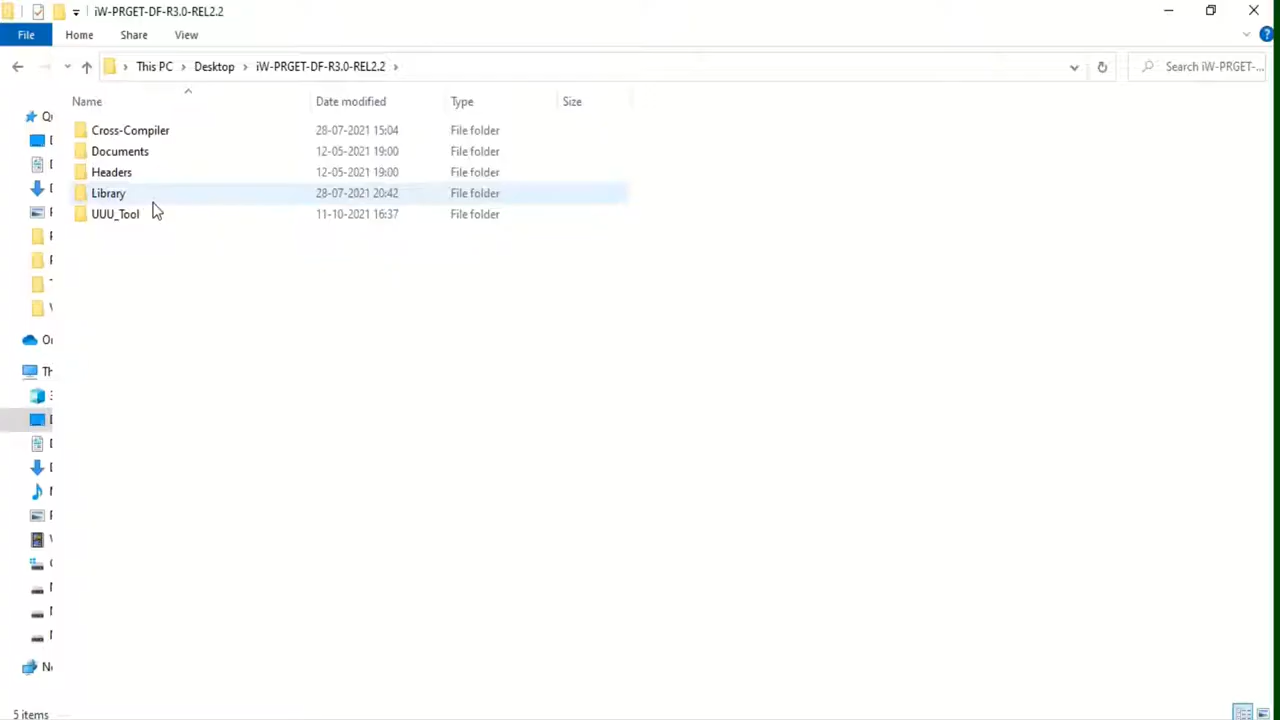 iW-PRGET-DF-R3.0-REL2.2
File Home Share View
This PC Desktop iW-PRGET-DF-R3.0-REL2.2 Search iW-PRGET-...
Name Date modified Type Size
Cross-Compiler 28-07-2021 15:04 File folder
Documents 12-05-2021 19:00 File folder
Headers 12-05-2021 19:00 File folder
Library 28-07-2021 20:42 File folder
UUU_Tool 11-10-2021 16:37 File folder
5 items